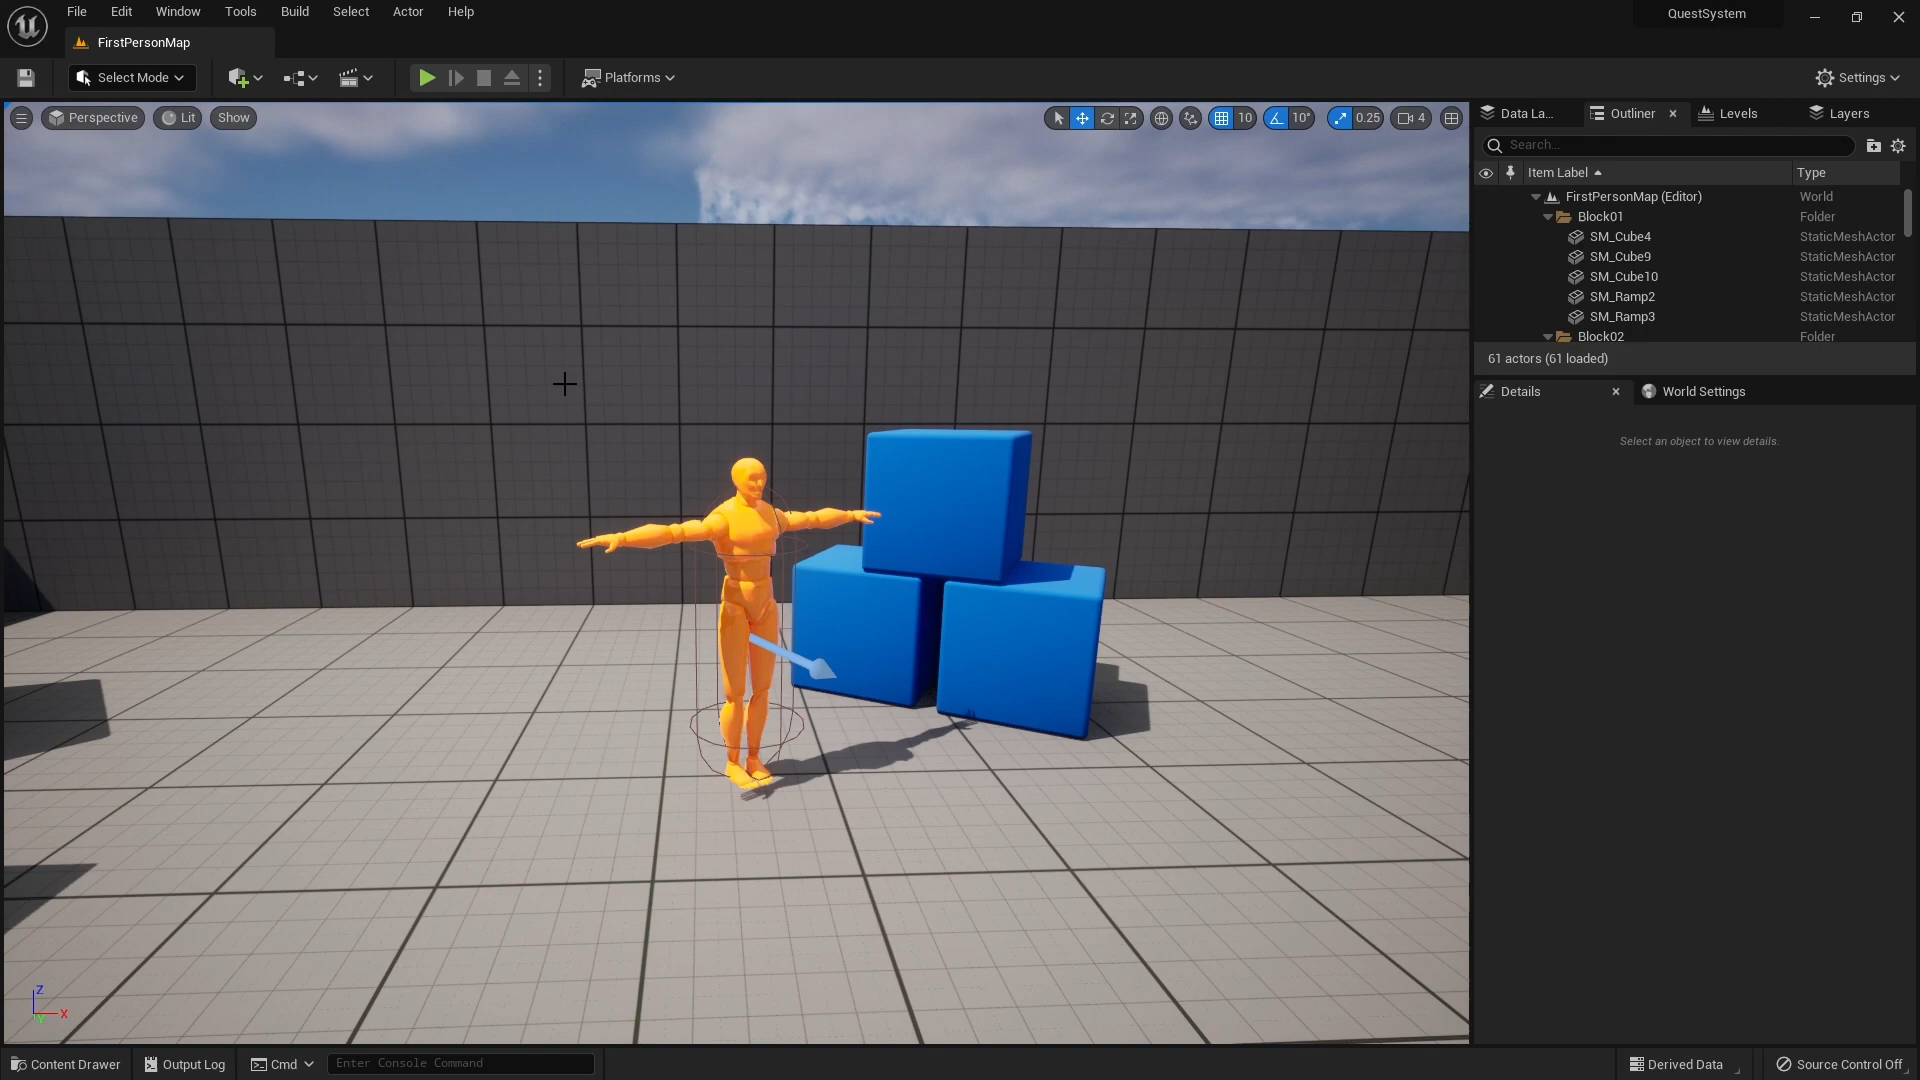 File Edit Window Tools Build Select Actor Help
QuestSystem
FirstPersonMap
Select Mode
Platforms
Settings
Perspective Lit Show
10 10° 0.25 4
Data La... Outliner Levels Layers
Search...
Item Label Type
FirstPersonMap (Editor) World
Block01 Folder
SM_Cube4 StaticMeshActor
SM_Cube9 StaticMeshActor
SM_Cube10 StaticMeshActor
SM_Ramp2 StaticMeshActor
SM_Ramp3 StaticMeshActor
Block02 Folder
61 actors (61 loaded)
Details World Settings
Select an object to view details.
Z
X
Y
Content Drawer Output Log Cmd Enter Console Command Derived Data Source Control Off